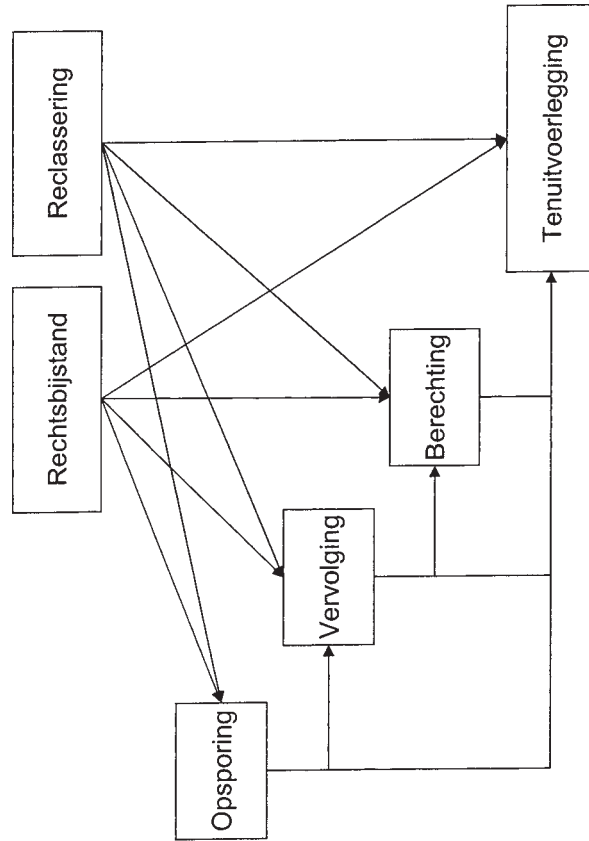 Rechtsbijstand
Reclassering
Opsporing
Vervolging
Berechting
Tenuitvoerlegging